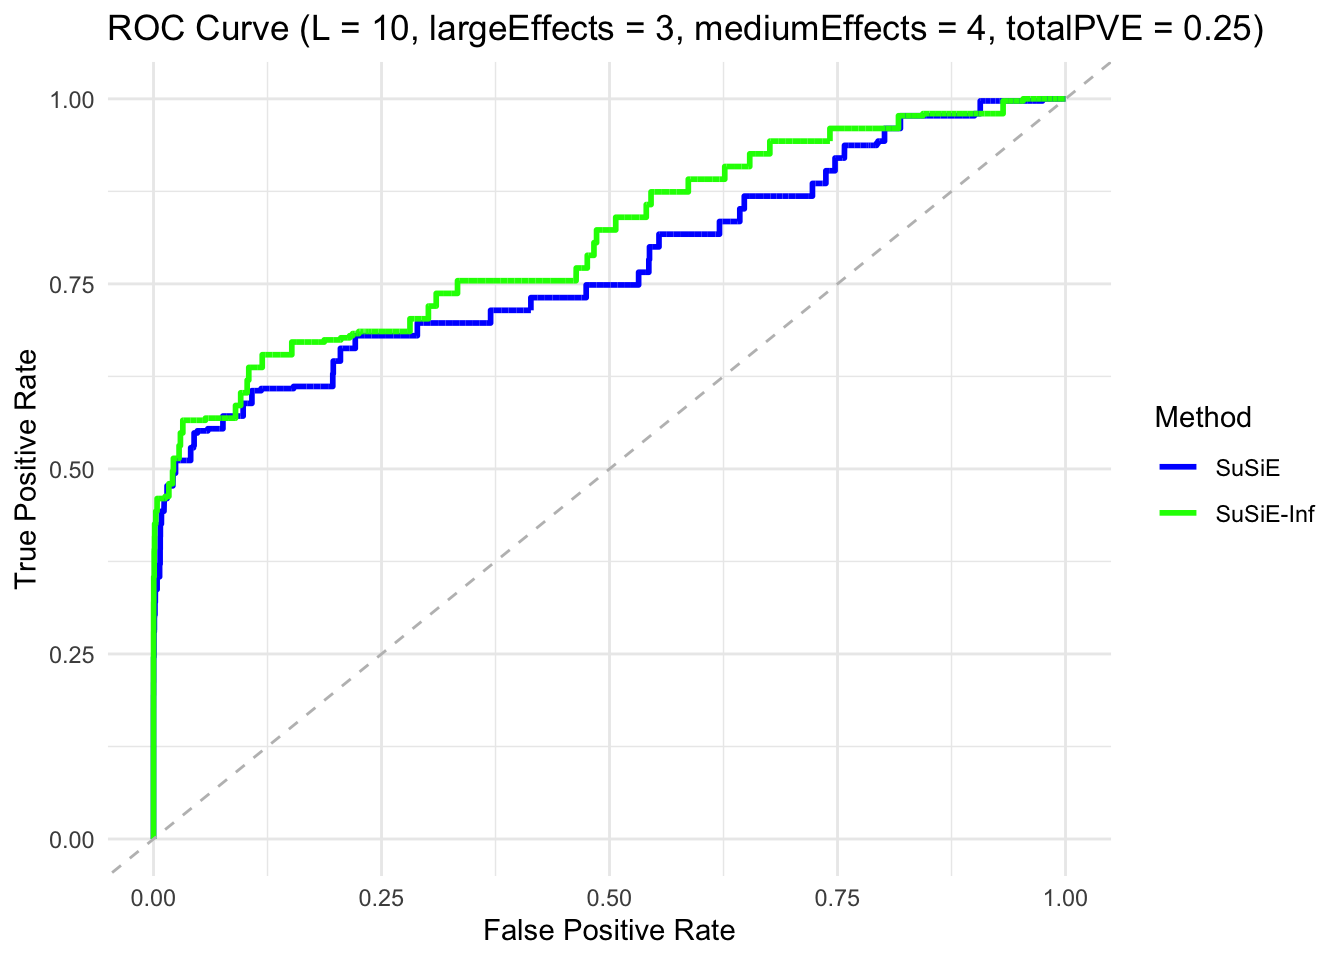 ROC Curve (L = 10, largeEffects = 3, mediumEffects = 4, totalPVE = 0.25)
1.00
0.75
0.50
0.25
0.00
True Positive Rate
0.00 0.25 0.50 0.75 1.00
False Positive Rate
Method
SuSiE
SuSiE-Inf